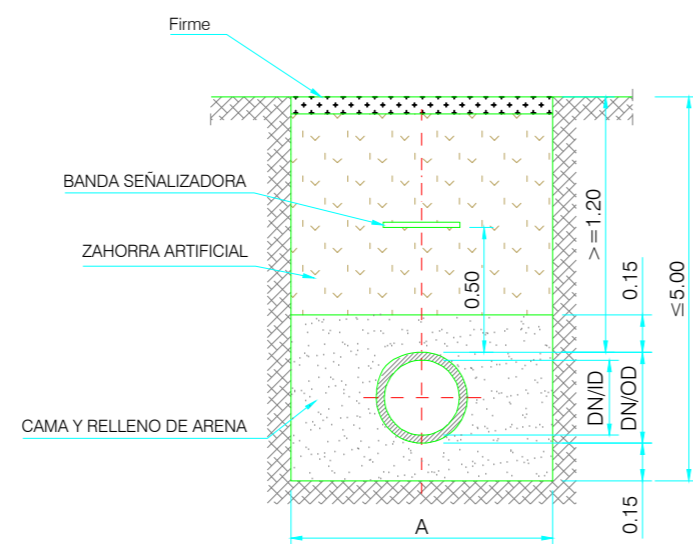 Firme
BANDA SEÑALIZADORA
ZAHORRA ARTIFICIAL
CAMA Y RELLENO DE ARENA
0.50
>=1.20
0.15
≤5.00
DN/ID
DN/OD
0.15
A